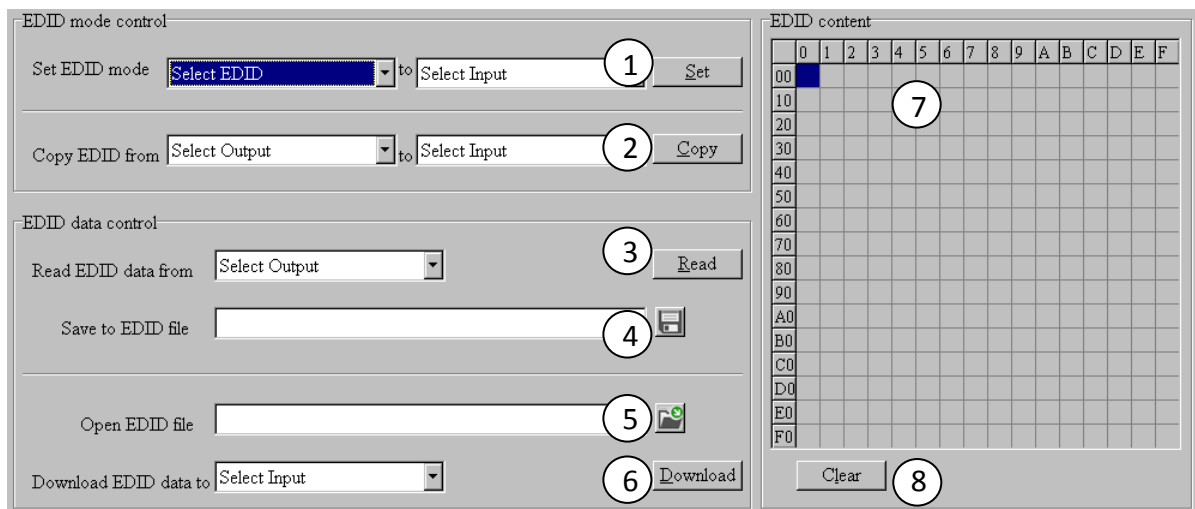 EDID mode control
Set EDID mode Select EDID to Select Input 1 Set
Copy EDID from Select Output to Select Input 2 Copy
EDID data control
Read EDID data from Select Output 3 Read
Save to EDID file 4
Open EDID file 5
Download EDID data to Select Input 6 Download
EDID content
0 1 2 3 4 5 6 7 8 9 A B C D E F
00
10 7
20
30
40
50
60
70
80
90
A0
B0
C0
D0
E0
F0
Clear 8